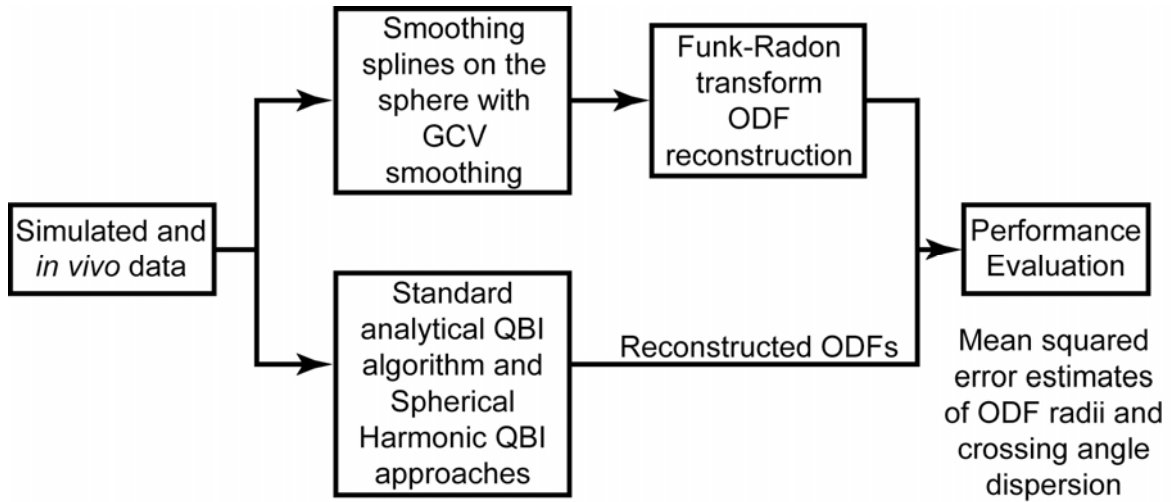 Smoothing
splines on the
sphere with
GCV
smoothing
Funk-Radon
transform
ODF
reconstruction
Simulated and
in vivo data
Performance
Evaluation
Standard
analytical QBI
algorithm and
Spherical
Harmonic QBI
approaches
Reconstructed ODFs
Mean squared
error estimates
of ODF radii and
crossing angle
dispersion